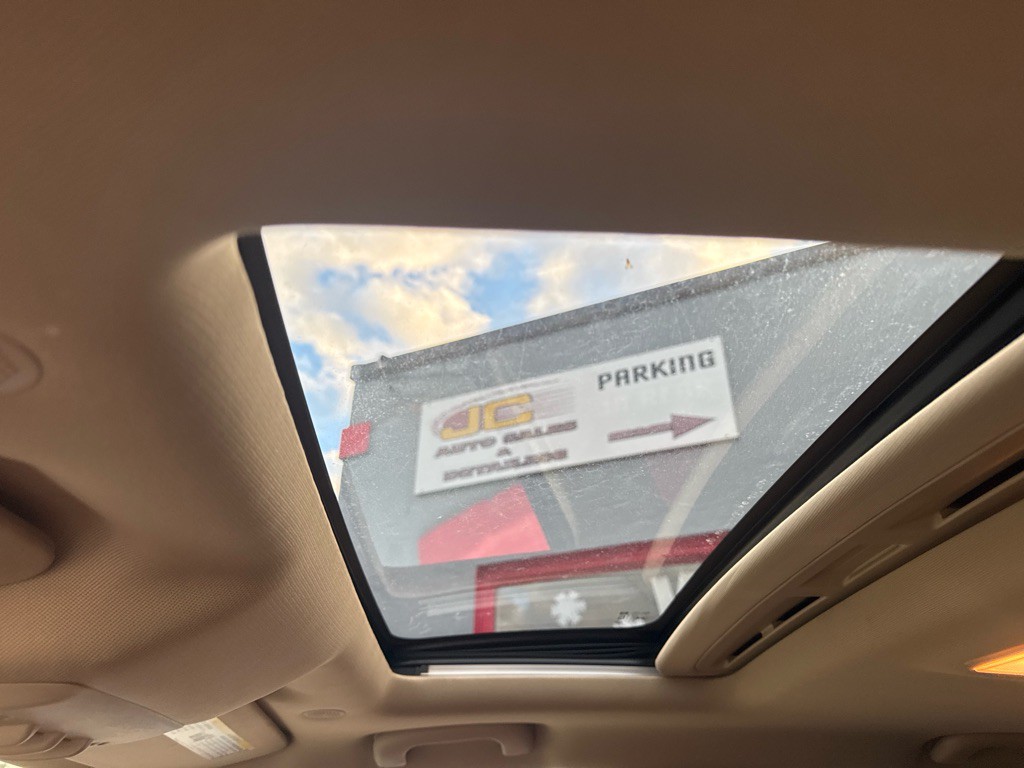 JC
AUTO SALES
&
DETAILING
PARKING